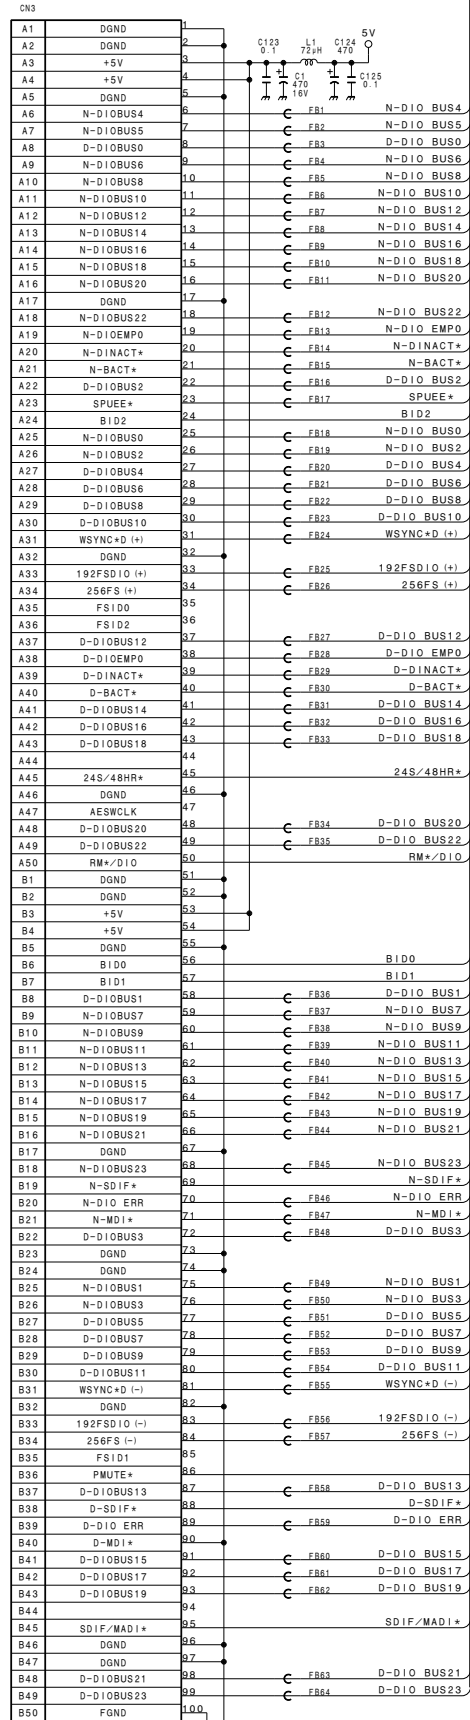 CN3
5V
C123 0.1 L1 72μH C124 470
C1 470 16V C125 0.1
A1 DGND 1
A2 DGND 2
A3 +5V 3
A4 +5V 4
A5 DGND 5
A6 N-DIOBUS4 6 FB1 N-DIO BUS4
A7 N-DIOBUS5 7 FB2 N-DIO BUS5
A8 D-DIOBUS0 8 FB3 D-DIO BUS0
A9 N-DIOBUS6 9 FB4 N-DIO BUS6
A10 N-DIOBUS8 10 FB5 N-DIO BUS8
A11 N-DIOBUS10 11 FB6 N-DIO BUS10
A12 N-DIOBUS12 12 FB7 N-DIO BUS12
A13 N-DIOBUS14 13 FB8 N-DIO BUS14
A14 N-DIOBUS16 14 FB9 N-DIO BUS16
A15 N-DIOBUS18 15 FB10 N-DIO BUS18
A16 N-DIOBUS20 16 FB11 N-DIO BUS20
A17 DGND 17
A18 N-DIOBUS22 18 FB12 N-DIO BUS22
A19 N-DIOEMP0 19 FB13 N-DIO EMP0
A20 N-DINACT* 20 FB14 N-DINACT*
A21 N-BACT* 21 FB15 N-BACT*
A22 D-DIOBUS2 22 FB16 D-DIO BUS2
A23 SPUEE* 23 FB17 SPUEE*
A24 BID2 24 BID2
A25 N-DIOBUS0 25 FB18 N-DIO BUS0
A26 N-DIOBUS2 26 FB19 N-DIO BUS2
A27 D-DIOBUS4 27 FB20 D-DIO BUS4
A28 D-DIOBUS6 28 FB21 D-DIO BUS6
A29 D-DIOBUS8 29 FB22 D-DIO BUS8
A30 D-DIOBUS10 30 FB23 D-DIO BUS10
A31 WSYNC*D (+) 31 FB24 WSYNC*D (+)
A32 DGND 32
A33 192FSDIO (+) 33 FB25 192FSDIO (+)
A34 256FS (+) 34 FB26 256FS (+)
A35 FSID0 35
A36 FSID2 36
A37 D-DIOBUS12 37 FB27 D-DIO BUS12
A38 D-DIOEMP0 38 FB28 D-DIO EMP0
A39 D-DINACT* 39 FB29 D-DINACT*
A40 D-BACT* 40 FB30 D-BACT*
A41 D-DIOBUS14 41 FB31 D-DIO BUS14
A42 D-DIOBUS16 42 FB32 D-DIO BUS16
A43 D-DIOBUS18 43 FB33 D-DIO BUS18
A44 44
A45 24S/48HR* 45 24S/48HR*
A46 DGND 46
A47 AESWCLK 47
A48 D-DIOBUS20 48 FB34 D-DIO BUS20
A49 D-DIOBUS22 49 FB35 D-DIO BUS22
A50 RM*/DIO 50 RM*/DIO
B1 DGND 51
B2 DGND 52
B3 +5V 53
B4 +5V 54
B5 DGND 55
B6 BID0 56 BID0
B7 BID1 57 BID1
B8 D-DIOBUS1 58 FB36 D-DIO BUS1
B9 N-DIOBUS7 59 FB37 N-DIO BUS7
B10 N-DIOBUS9 60 FB38 N-DIO BUS9
B11 N-DIOBUS11 61 FB39 N-DIO BUS11
B12 N-DIOBUS13 62 FB40 N-DIO BUS13
B13 N-DIOBUS15 63 FB41 N-DIO BUS15
B14 N-DIOBUS17 64 FB42 N-DIO BUS17
B15 N-DIOBUS19 65 FB43 N-DIO BUS19
B16 N-DIOBUS21 66 FB44 N-DIO BUS21
B17 DGND 67
B18 N-DIOBUS23 68 FB45 N-DIO BUS23
B19 N-SDIF* 69 N-SDIF*
B20 N-DIO ERR 70 FB46 N-DIO ERR
B21 N-MDI* 71 FB47 N-MDI*
B22 D-DIOBUS3 72 FB48 D-DIO BUS3
B23 DGND 73
B24 DGND 74
B25 N-DIOBUS1 75 FB49 N-DIO BUS1
B26 N-DIOBUS3 76 FB50 N-DIO BUS3
B27 D-DIOBUS5 77 FB51 D-DIO BUS5
B28 D-DIOBUS7 78 FB52 D-DIO BUS7
B29 D-DIOBUS9 79 FB53 D-DIO BUS9
B30 D-DIOBUS11 80 FB54 D-DIO BUS11
B31 WSYNC*D (-) 81 FB55 WSYNC*D (-)
B32 DGND 82
B33 192FSDIO (-) 83 FB56 192FSDIO (-)
B34 256FS (-) 84 FB57 256FS (-)
B35 FSID1 85
B36 PMUTE* 86
B37 D-DIOBUS13 87 FB58 D-DIO BUS13
B38 D-SDIF* 88 D-SDIF*
B39 D-DIO ERR 89 FB59 D-DIO ERR
B40 D-MDI* 90
B41 D-DIOBUS15 91 FB60 D-DIO BUS15
B42 D-DIOBUS17 92 FB61 D-DIO BUS17
B43 D-DIOBUS19 93 FB62 D-DIO BUS19
B44 94
B45 SDIF/MADI* 95 SDIF/MADI*
B46 DGND 96
B47 DGND 97
B48 D-DIOBUS21 98 FB63 D-DIO BUS21
B49 D-DIOBUS23 99 FB64 D-DIO BUS23
B50 FGND 100